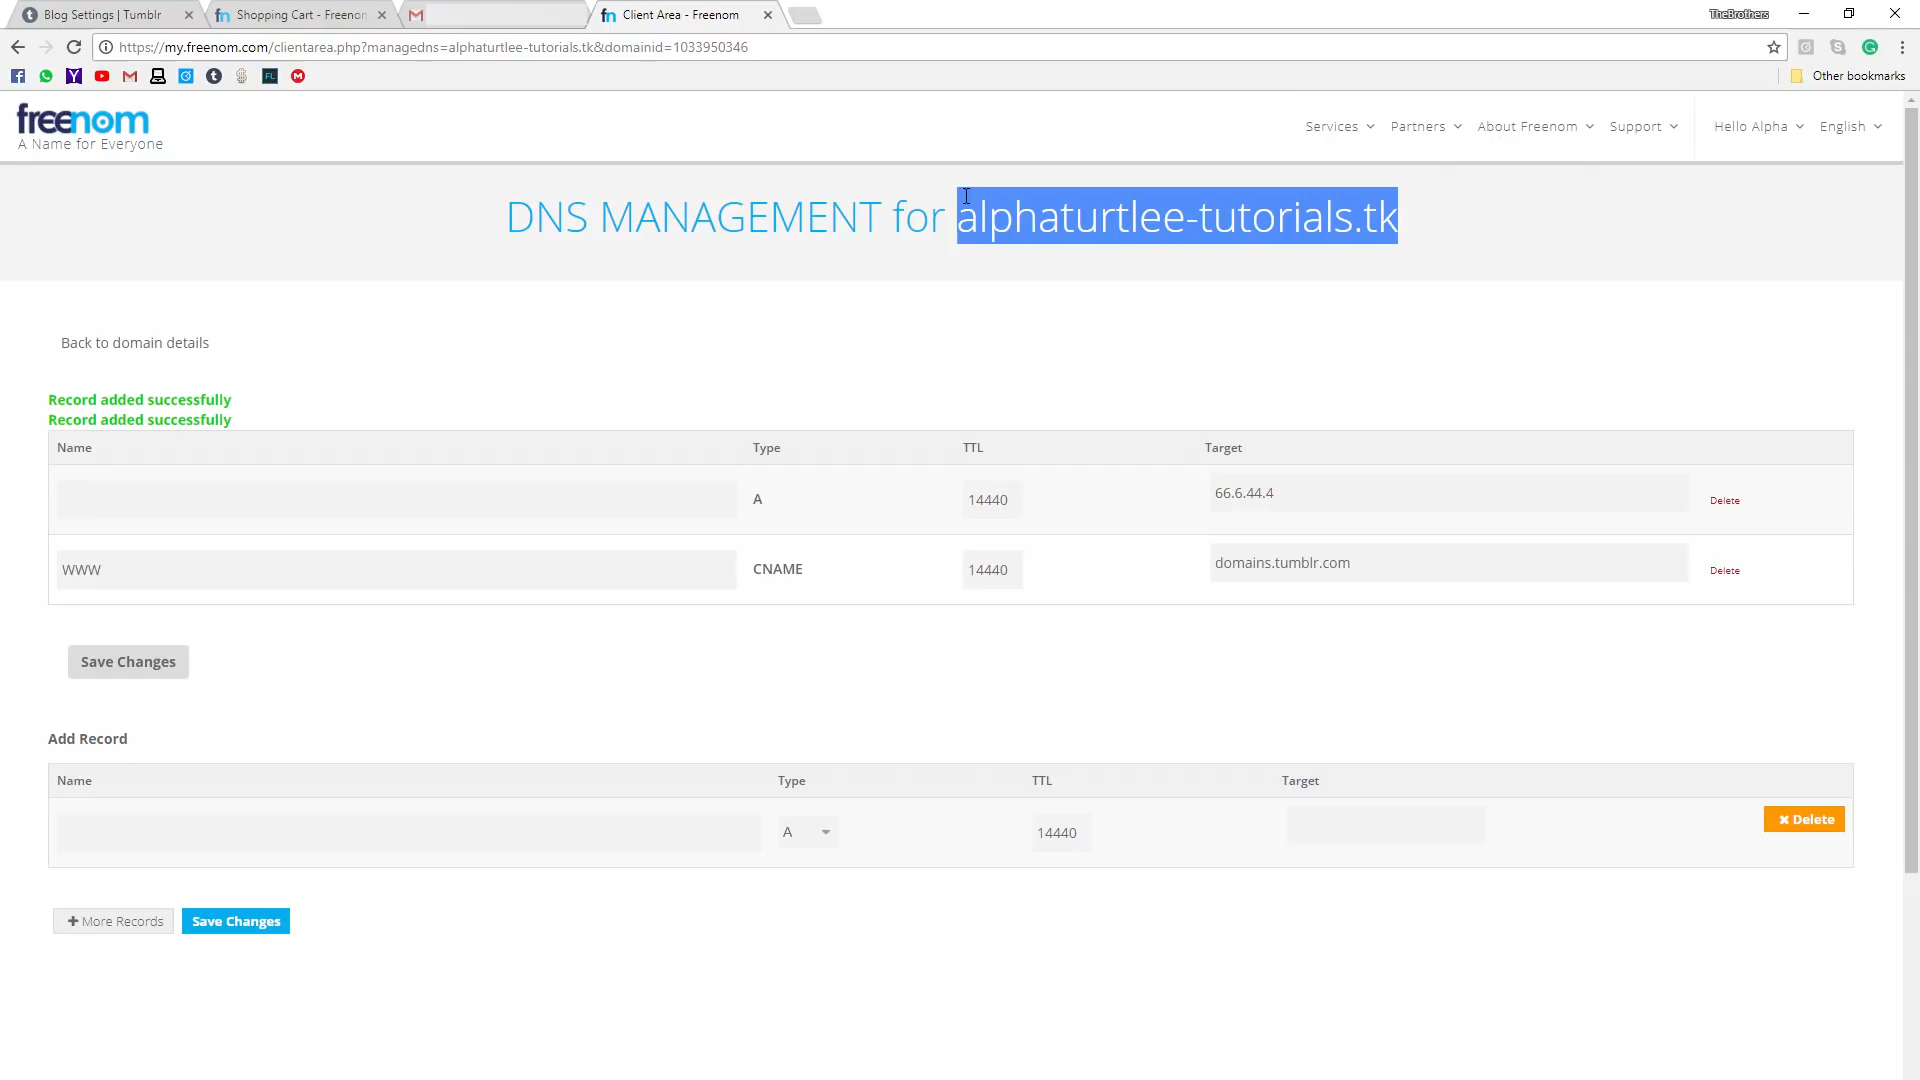 Blog Settings | Tumblr
Shopping Cart - Freenom
Client Area - Freenom
TheBrothers
https://my.freenom.com/clientarea.php?managedns=alphaturtlee-tutorials.tk&domainid=1033950346
Other bookmarks
freenom
A Name for Everyone
Services
Partners
About Freenom
Support
Hello Alpha
English
DNS MANAGEMENT for alphaturtlee-tutorials.tk
Back to domain details
Record added successfully
Record added successfully
Name Type TTL Target
A 14440 66.6.44.4 Delete
WWW CNAME 14440 domains.tumblr.com Delete
Save Changes
Add Record
Name Type TTL Target
A 14440 Delete
More Records
Save Changes